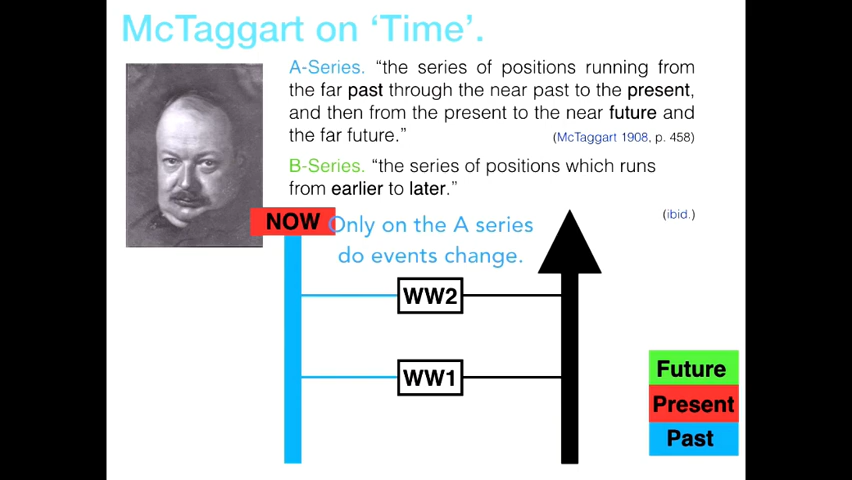 McTaggart on ‘Time’.
A-Series. “the series of positions running from
the far past through the near past to the present,
and then from the present to the near future and
the far future.” (McTaggart 1908, p. 458)
B-Series. “the series of positions which runs
from earlier to later.”
(ibid.)
NOW
Only on the A series
do events change.
WW2
WW1
Future
Present
Past